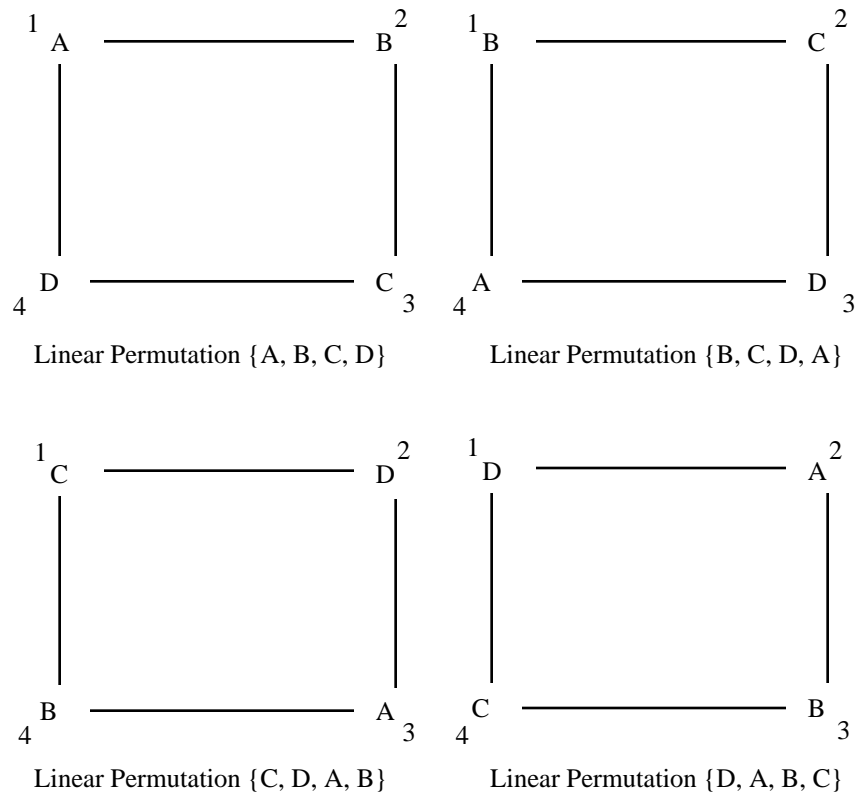 1 2 1 2
A B B C
D C A D
4 3 4 3
Linear Permutation {A, B, C, D} Linear Permutation {B, C, D, A}
1 2 1 2
C D D A
B A C B
4 3 4 3
Linear Permutation {C, D, A, B} Linear Permutation {D, A, B, C}